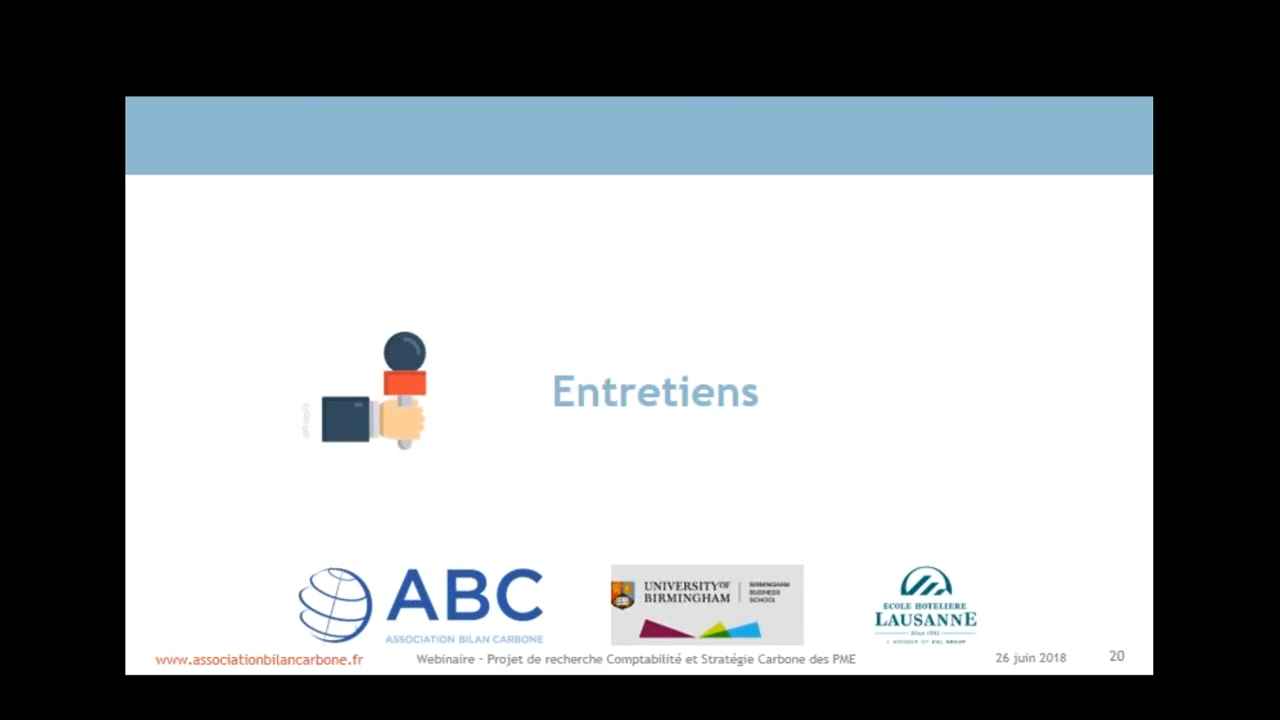 Entretiens
ABC
ASSOCIATION BILAN CARBONE
UNIVERSITY OF
BIRMINGHAM
BIRMINGHAM
BUSINESS
SCHOOL
ECOLE HOTELIERE
LAUSANNE
www.associationbilancarbone.fr
Webinaire - Projet de recherche Comptabilité et Stratégie Carbone des PME
26 juin 2018
20